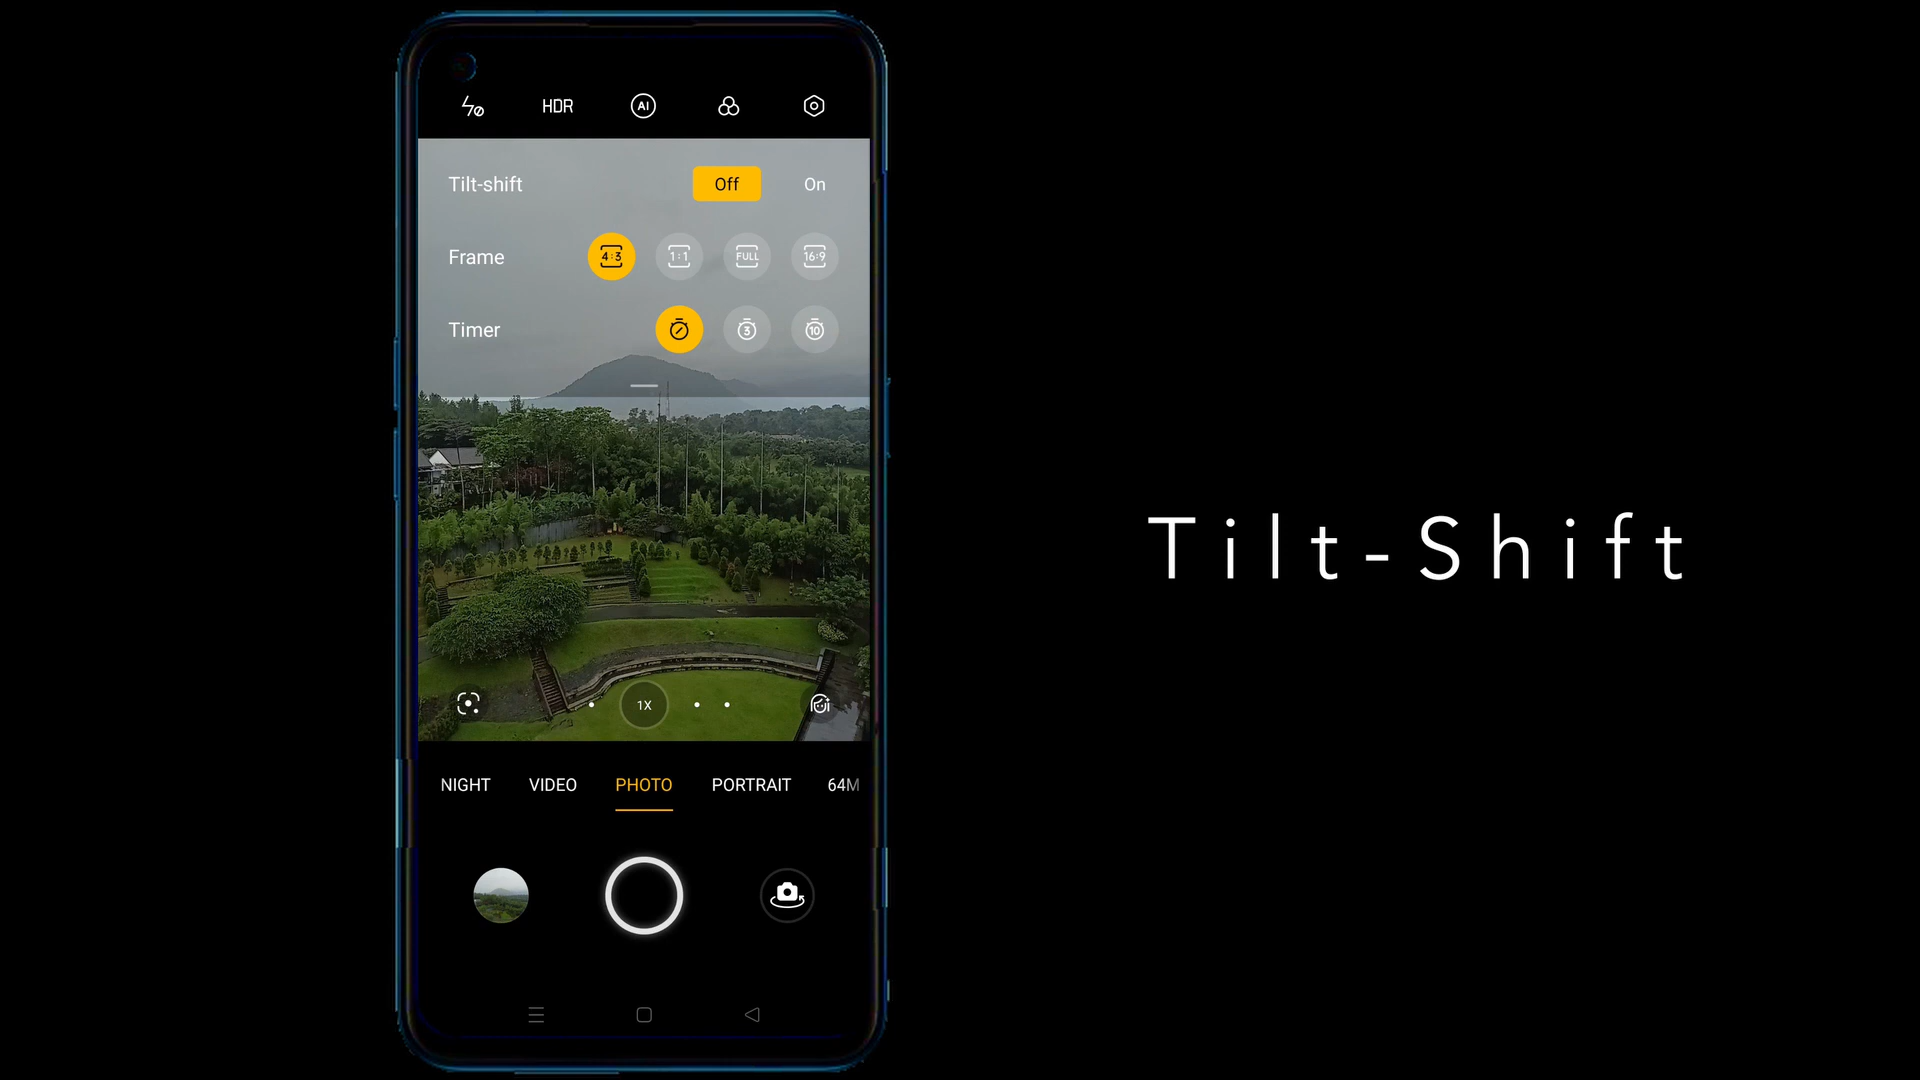 HDR
AI
Tilt-shift Off On
Frame 4:3 1:1 FULL 16:9
Timer 3 10
Tilt-Shift
1X
NIGHT VIDEO PHOTO PORTRAIT 64M